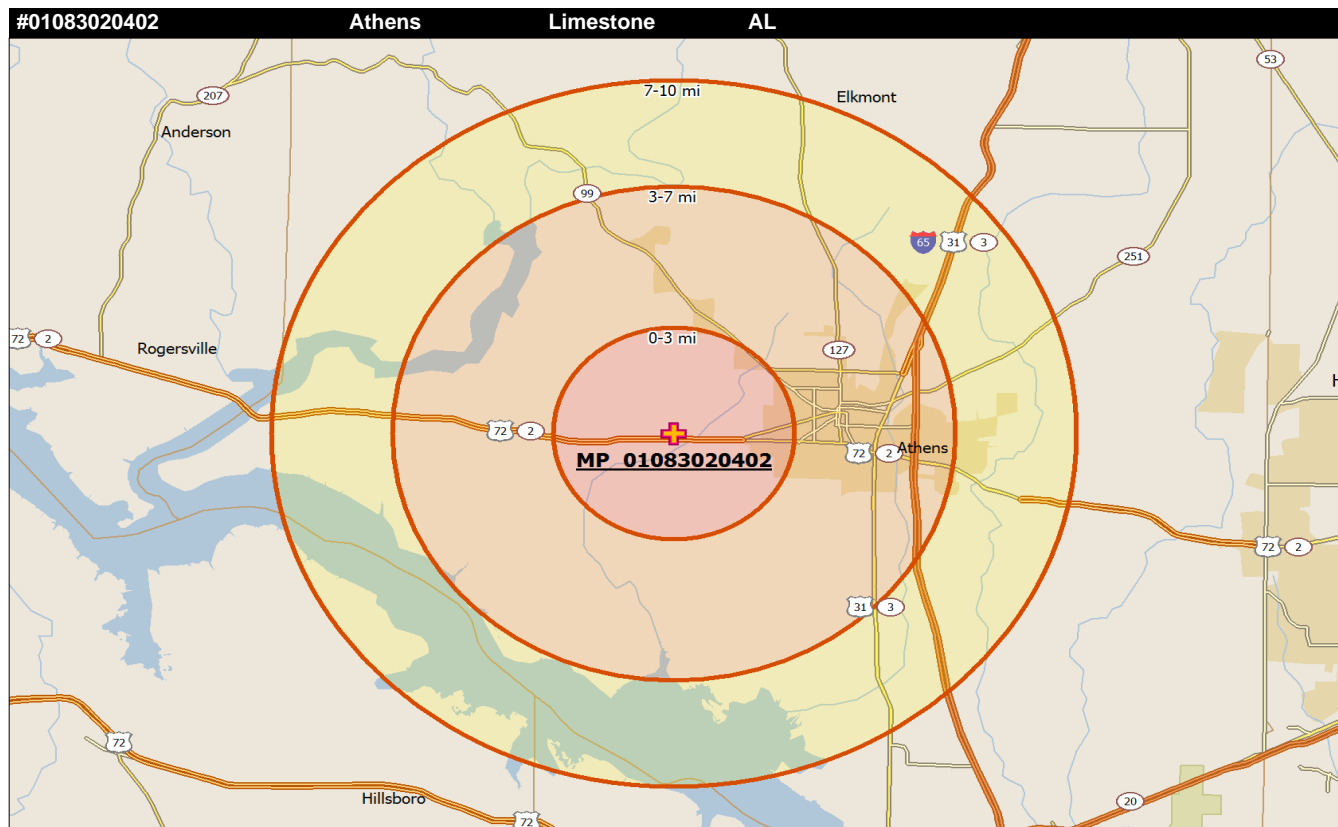 #01083020402 Athens Limestone AL
53
7-10 mi
207
Elkmont
Anderson
99
3-7 mi
65 31 3
251
72 2
0-3 mi
Rogersville
127
72 2
MP_01083020402
72 2
Athens
72 2
31 3
72
Hillsboro
20
72